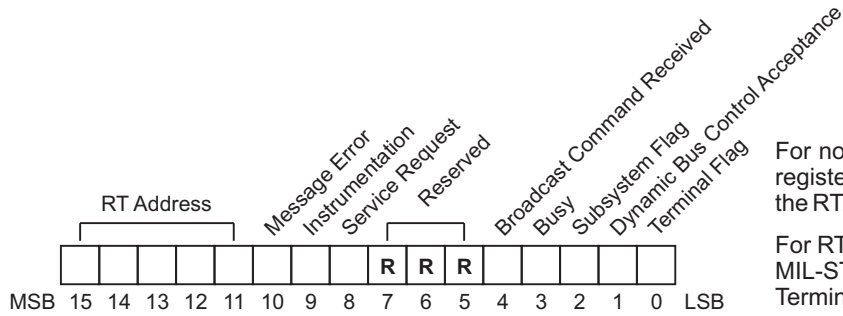 RT Address
Message Error
Instrumentation
Service Request
Reserved
Broadcast Command Received
Busy
Subsystem Flag
Dynamic Bus Control Acceptance
Terminal Flag
R R R
MSB 15 14 13 12 11 10 9 8 7 6 5 4 3 2 1 0 LSB
For no
registe
the RT
For RT
MIL-ST
Termin